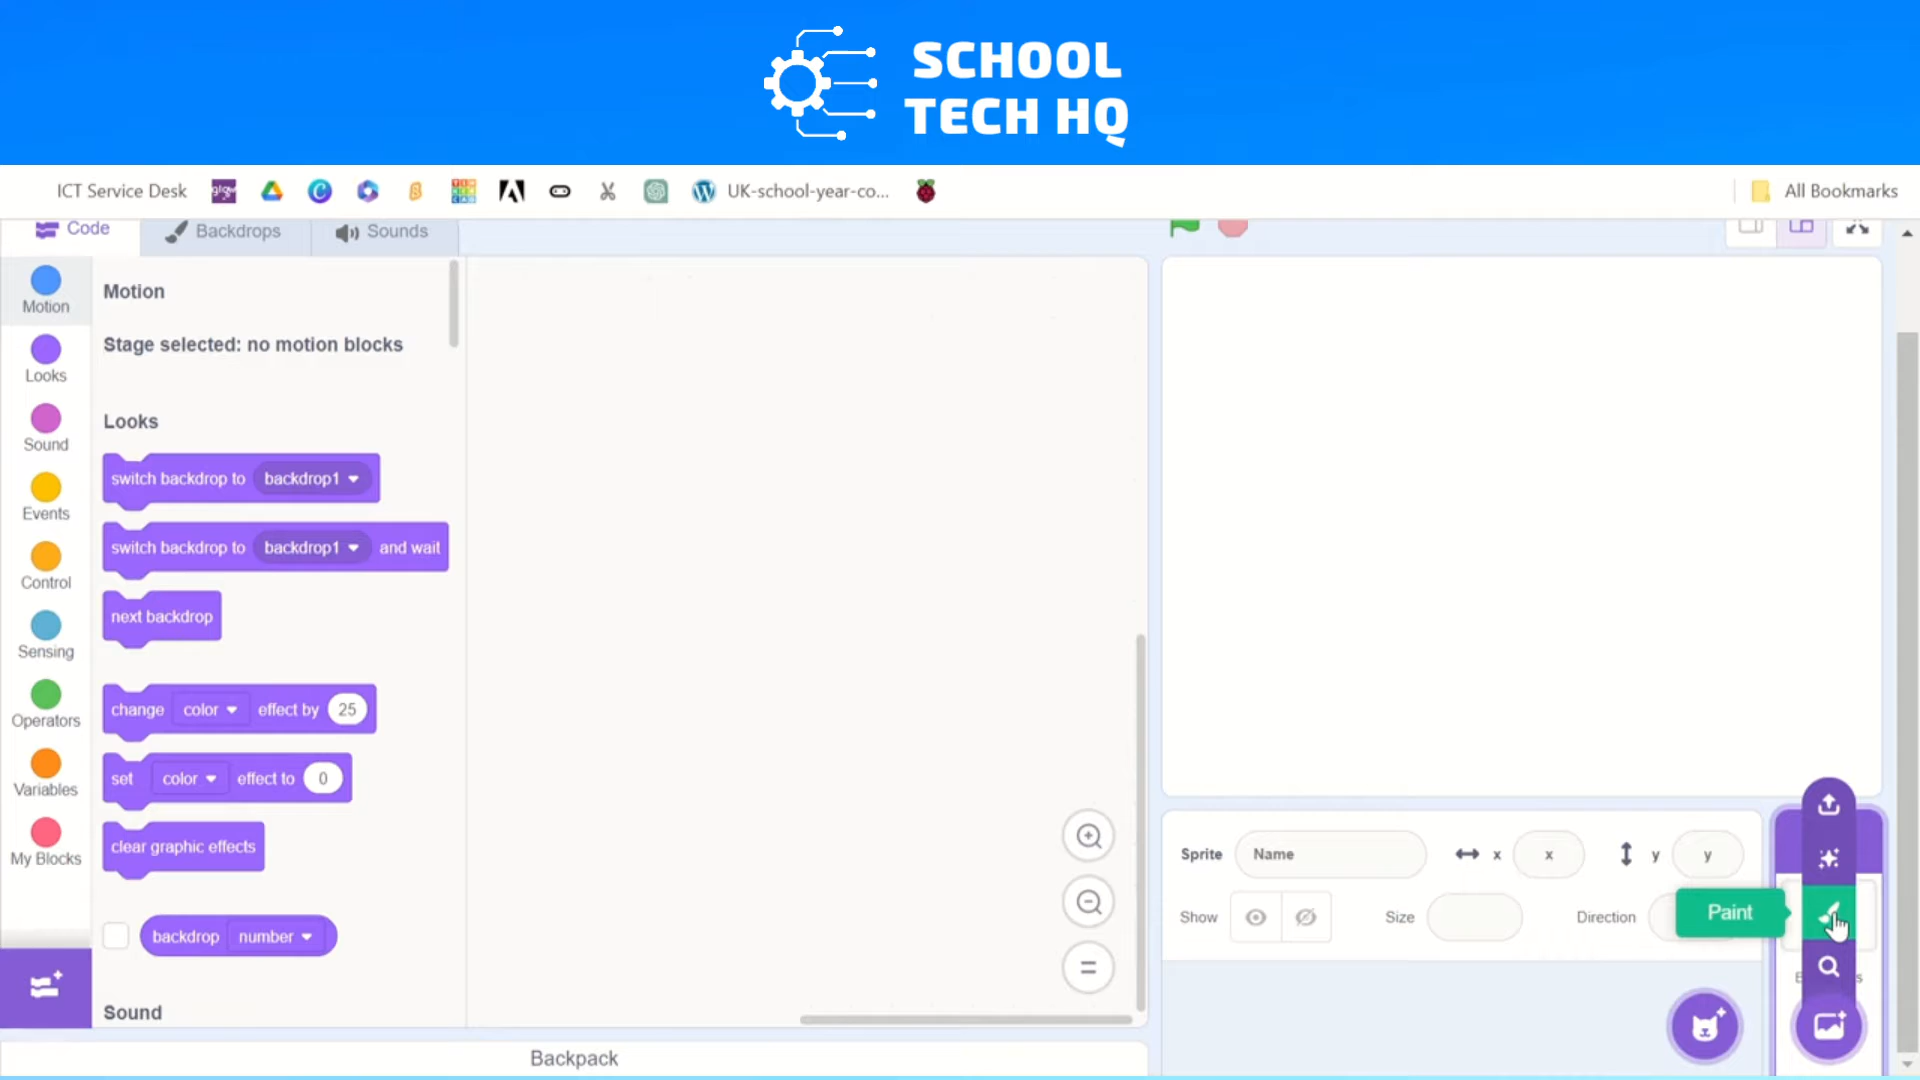 SCHOOL
TECH HQ
ICT Service Desk
UK-school-year-co...
All Bookmarks
Code
Backdrops
Sounds
Motion
Looks
Sound
Events
Control
Sensing
Operators
Variables
My Blocks
Motion
Stage selected: no motion blocks
Looks
switch backdrop to backdrop1
switch backdrop to backdrop1 and wait
next backdrop
change color effect by 25
set color effect to 0
clear graphic effects
backdrop number
Sound
Sprite Name x x y y
Show Size Direction
Paint
Backpack